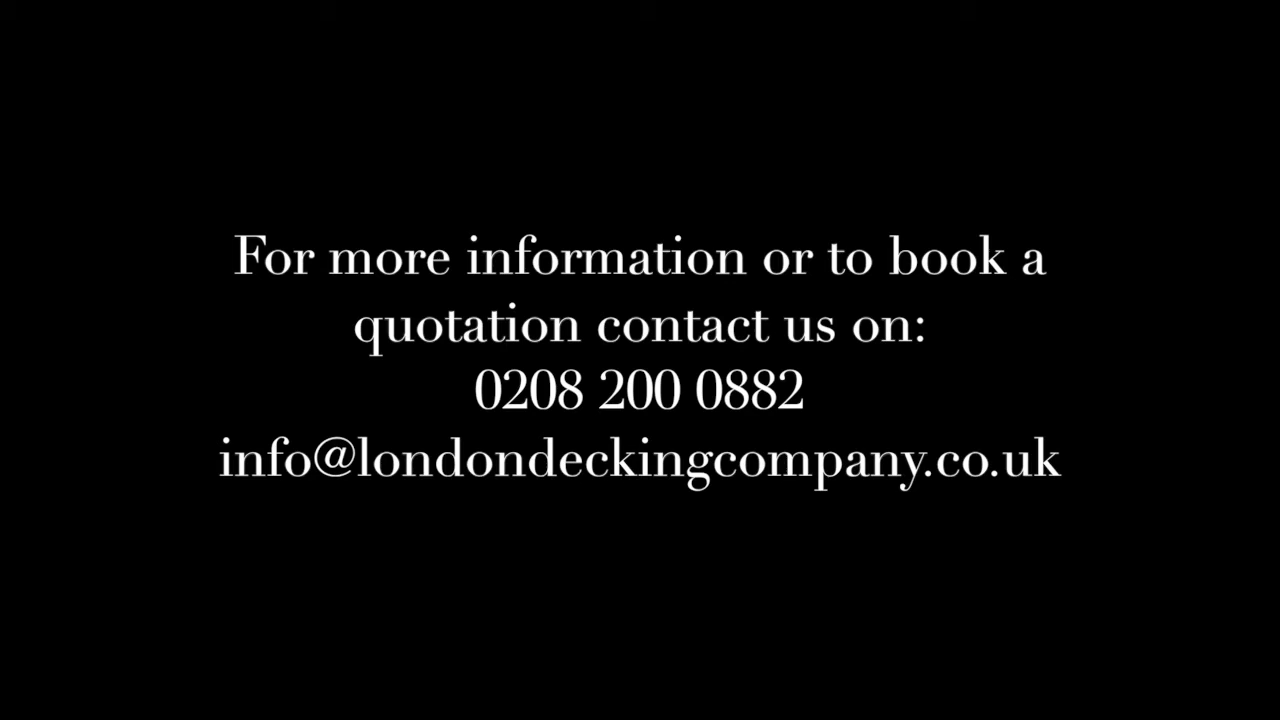 For more information or to book a
quotation contact us on:
0208 200 0882
info@londondeckingcompany.co.uk